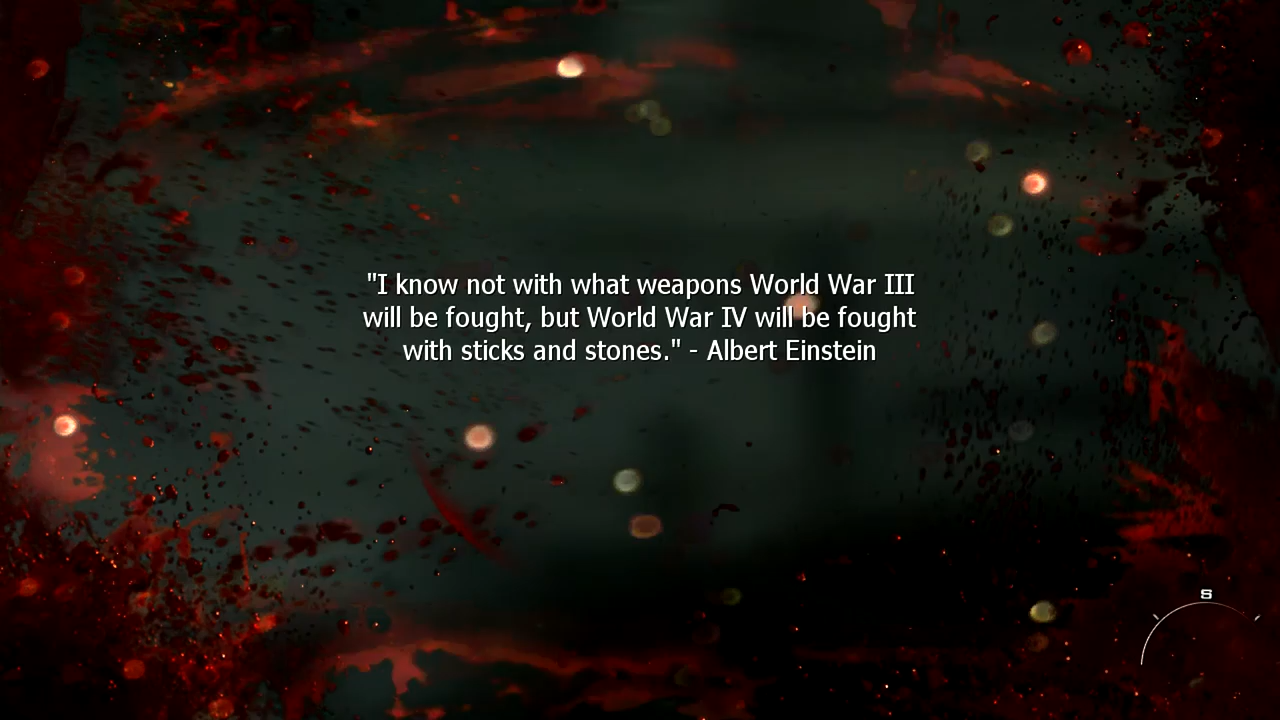 "I know not with what weapons World War III
will be fought, but World War IV will be fought
with sticks and stones." - Albert Einstein
S